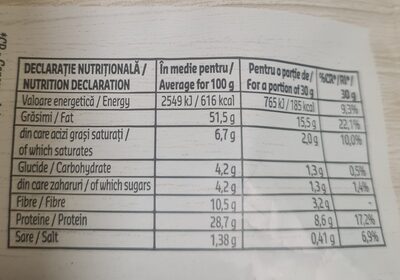 DECLARAȚIE NUTRIȚIONALĂ / În medie pentru / Pentru o porție de / %CR*/RI*/
NUTRITION DECLARATION Average for 100 g For a portion of 30 g 30 g
Valoare energetică / Energy 2549 kJ / 616 kcal 765 kJ / 185 kcal 9,3%
Grăsimi / Fat 51,5 g 15,5 g 22,1%
din care acizi grași saturați / 6,7 g 2,0 g 10,0%
of which saturates
Glucide / Carbohydrate 4,2 g 1,3 g 0,5%
din care zaharuri / of which sugars 4,2 g 1,3 g 1,4%
Fibre / Fibre 10,5 g 3,2 g -
Proteine / Protein 28,7 g 8,6 g 17,2%
Sare / Salt 1,38 g 0,41 g 6,9%